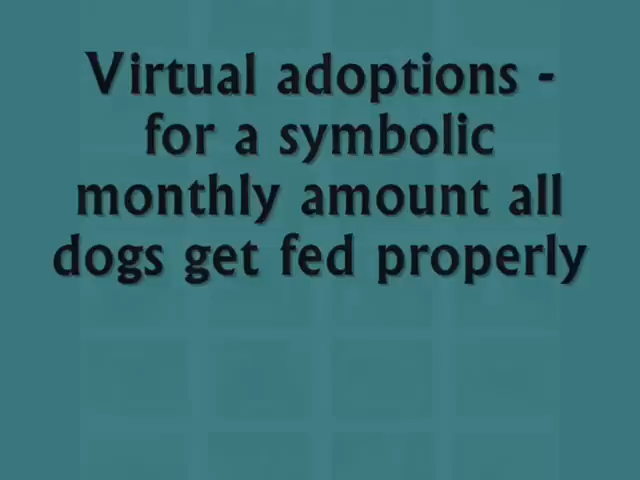 Virtual adoptions -
for a symbolic
monthly amount all
dogs get fed properly